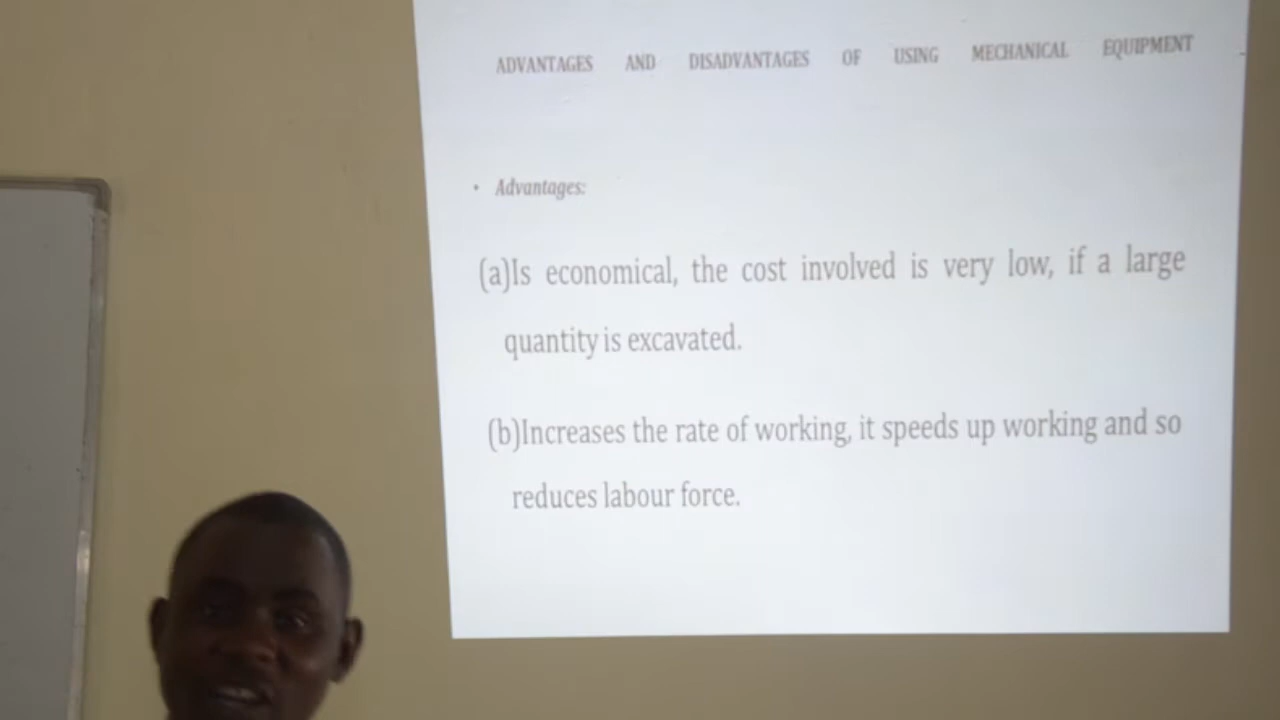 ADVANTAGES AND DISADVANTAGES OF USING MECHANICAL EQUIPMENT
• Advantages:
(a)Is economical, the cost involved is very low, if a large
quantity is excavated.
(b)Increases the rate of working, it speeds up working and so
reduces labour force.